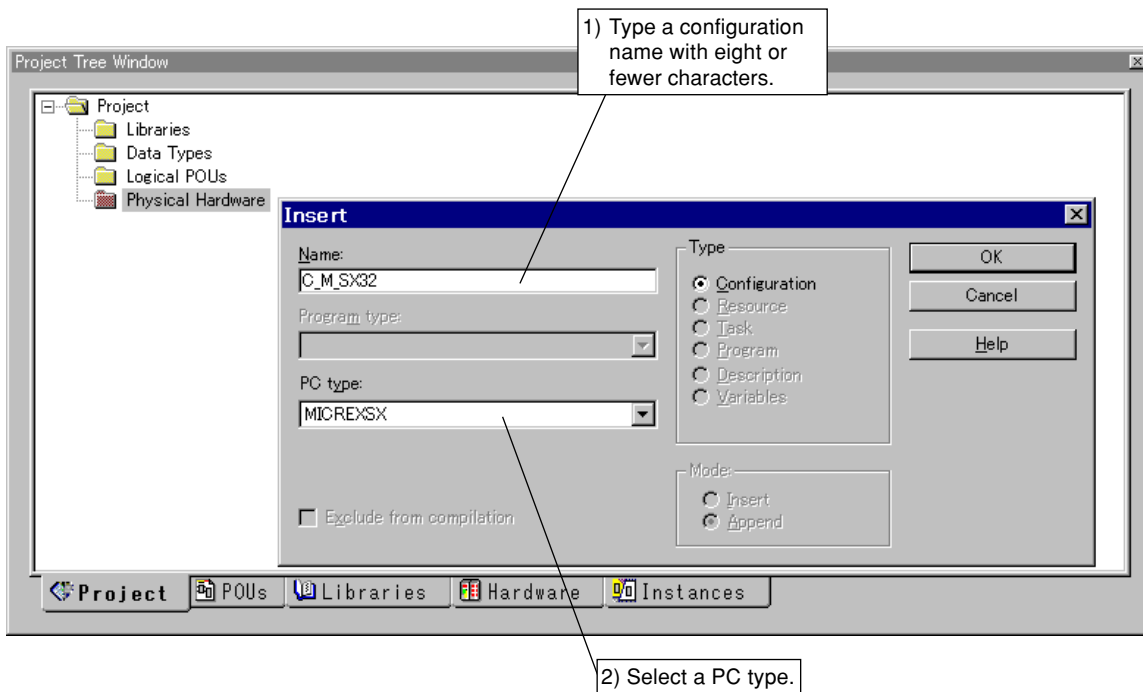 1) Type a configuration
name with eight or
fewer characters.
Project Tree Window
Project
Libraries
Data Types
Logical POUs
Physical Hardware
Insert
Name:
C_M_SX32
Program type:
PC type:
MICREXSX
Exclude from compilation
Type
Configuration
Resource
Task
Program
Description
Variables
Mode:
Insert
Append
OK
Cancel
Help
Project
POUs
Libraries
Hardware
Instances
2) Select a PC type.